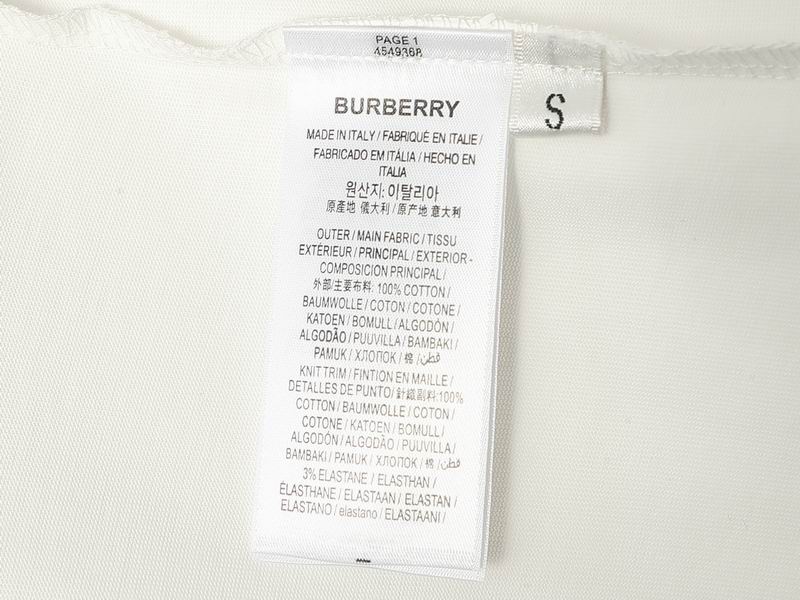 PAGE 1
4549368
S
BURBERRY
MADE IN ITALY / FABRIQUÉ EN ITALIE /
FABRICADO EM ITÁLIA / HECHO EN
ITALIA
원산지: 이탈리아
原產地 儀大利 / 原产地 意大利
OUTER / MAIN FABRIC / TISSU
EXTÉRIEUR / PRINCIPAL / EXTERIOR -
COMPOSICION PRINCIPAL /
外部/主要布料: 100% COTTON /
BAUMWOLLE / COTON / COTONE /
KATOEN / BOMULL / ALGODÓN /
ALGODÃO / PUUVILLA / BAMBAKI /
PAMUK / ХЛОПОК / 棉 / قطن /
KNIT TRIM / FINTION EN MAILLE /
DETALLES DE PUNTO/ 針織副料:100%
COTTON / BAUMWOLLE / COTON /
COTONE / KATOEN / BOMULL /
ALGODÓN / ALGODÃO / PUUVILLA /
BAMBAKI / PAMUK / ХЛОПОК / 棉 / قطن
3% ELASTANE / ELASTHAN /
ÉLASTHANE / ELASTAAN / ELASTAN /
ELASTANO / elastano / ELASTAANI /